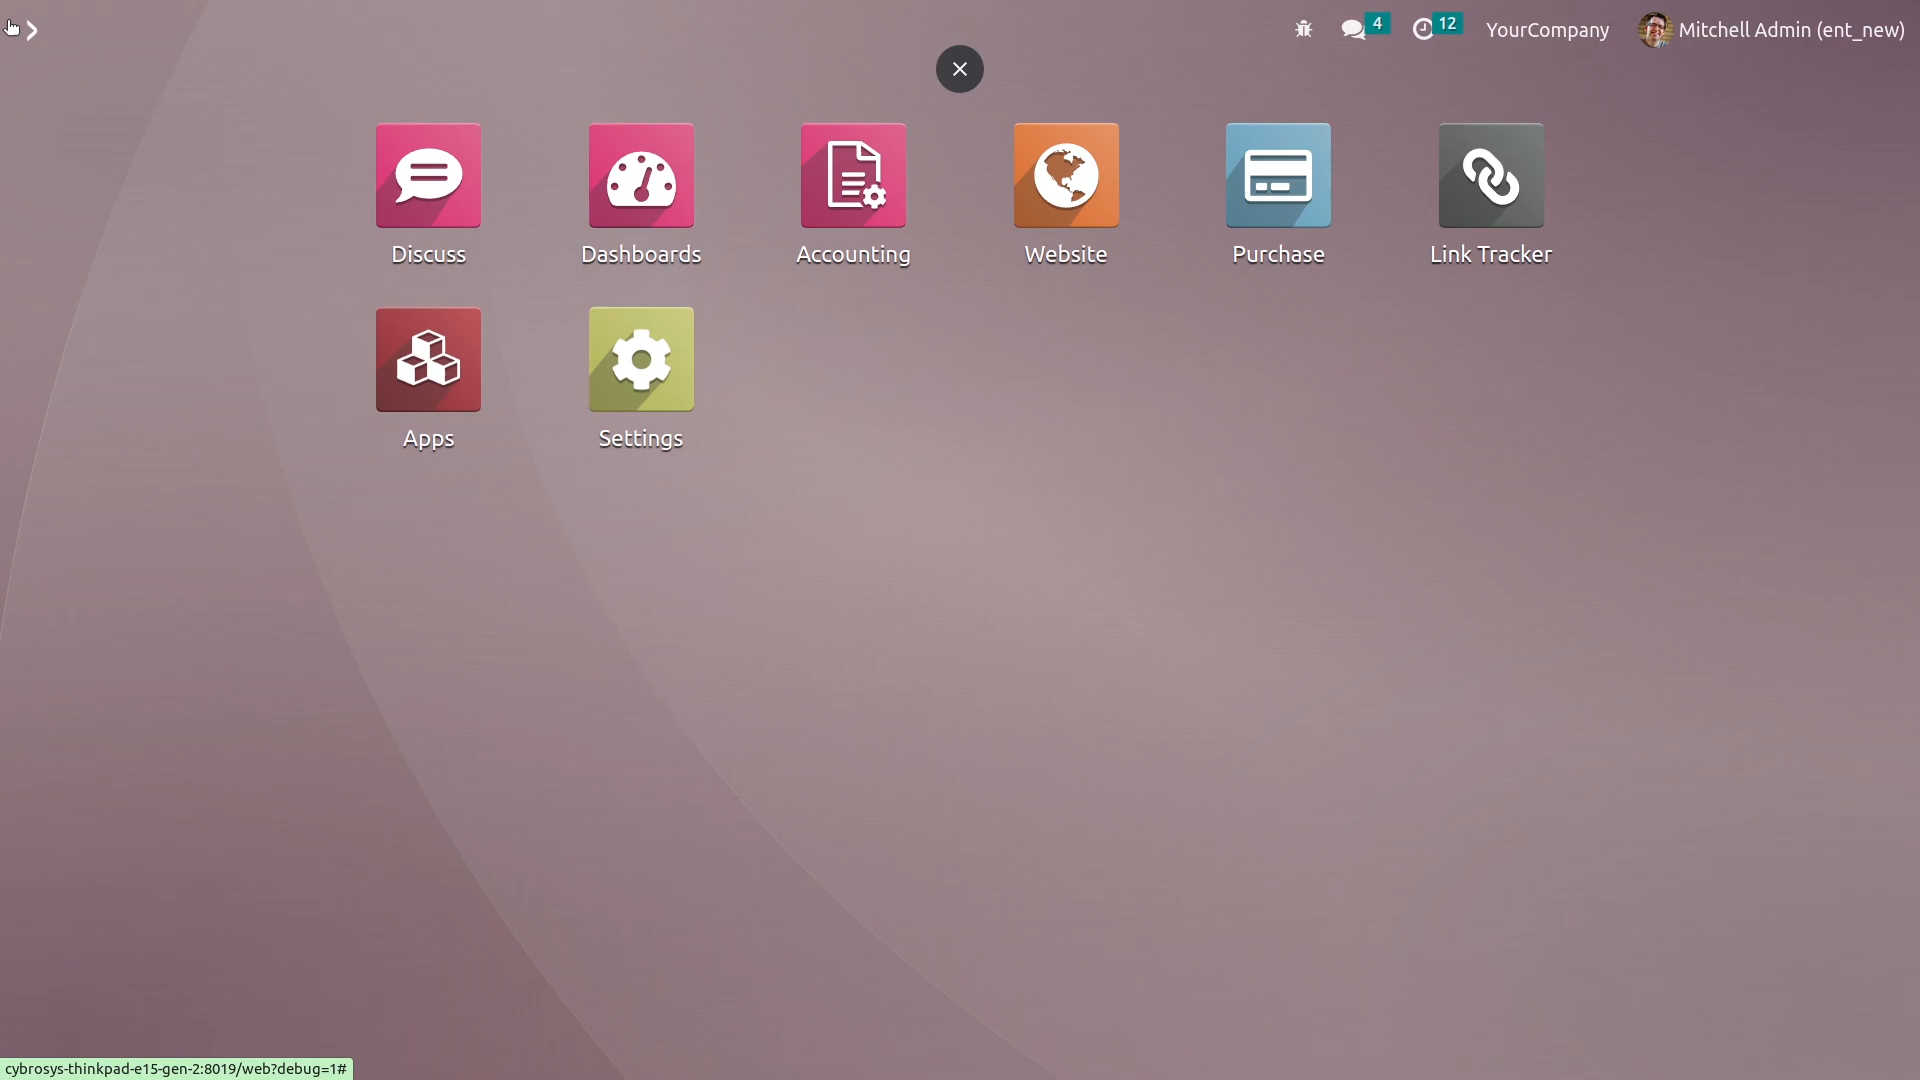 4
12
YourCompany
Mitchell Admin (ent_new)
Discuss
Dashboards
Accounting
Website
Purchase
Link Tracker
Apps
Settings
cybrosys-thinkpad-e15-gen-2:8019/web?debug=1#